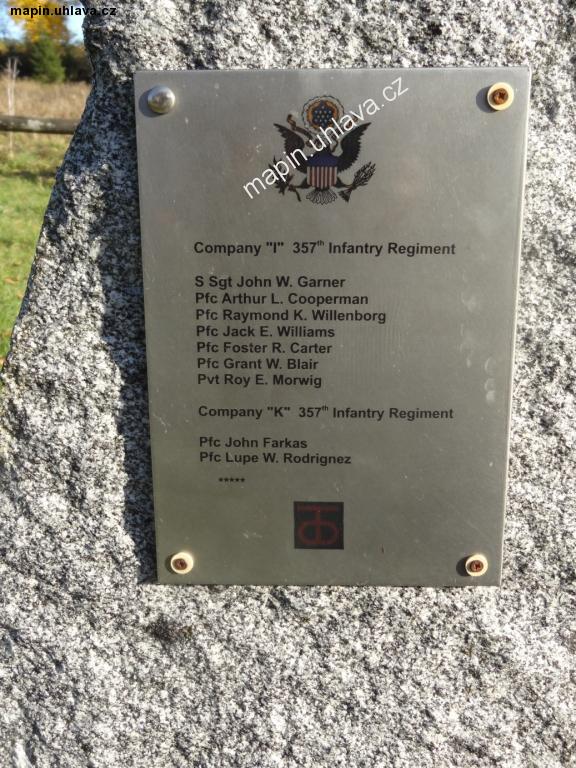 mapin.uhlava.cz
mapin.uhlava.cz
Company "I" 357th Infantry Regiment
S Sgt John W. Garner
Pfc Arthur L. Cooperman
Pfc Raymond K. Willenborg
Pfc Jack E. Williams
Pfc Foster R. Carter
Pfc Grant W. Blair
Pvt Roy E. Morwig
Company "K" 357th Infantry Regiment
Pfc John Farkas
Pfc Lupe W. Rodrignez
*****